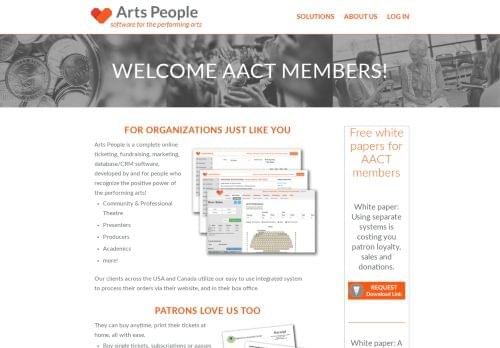 Arts People
software for the performing arts
SOLUTIONS ABOUT US LOG IN
WELCOME AACT MEMBERS!
FOR ORGANIZATIONS JUST LIKE YOU
Arts People is a complete online
ticketing, fundraising, marketing,
database/CRM software,
developed by and for people who
recognize the positive power of
the performing arts!
• Community & Professional
Theatre
• Presenters
• Producers
• Academics
• more!
Our clients across the USA and Canada utilize our easy to use integrated system
to process their orders via their website, and in their box office.
PATRONS LOVE US TOO
They can buy anytime, print their tickets at
home, all with ease.
• Buy single tickets, subscriptions or passes
Free white
papers for
AACT
members
White paper:
Using separate
systems is
costing you
patron loyalty,
sales and
donations.
REQUEST
Download Link
White paper: A